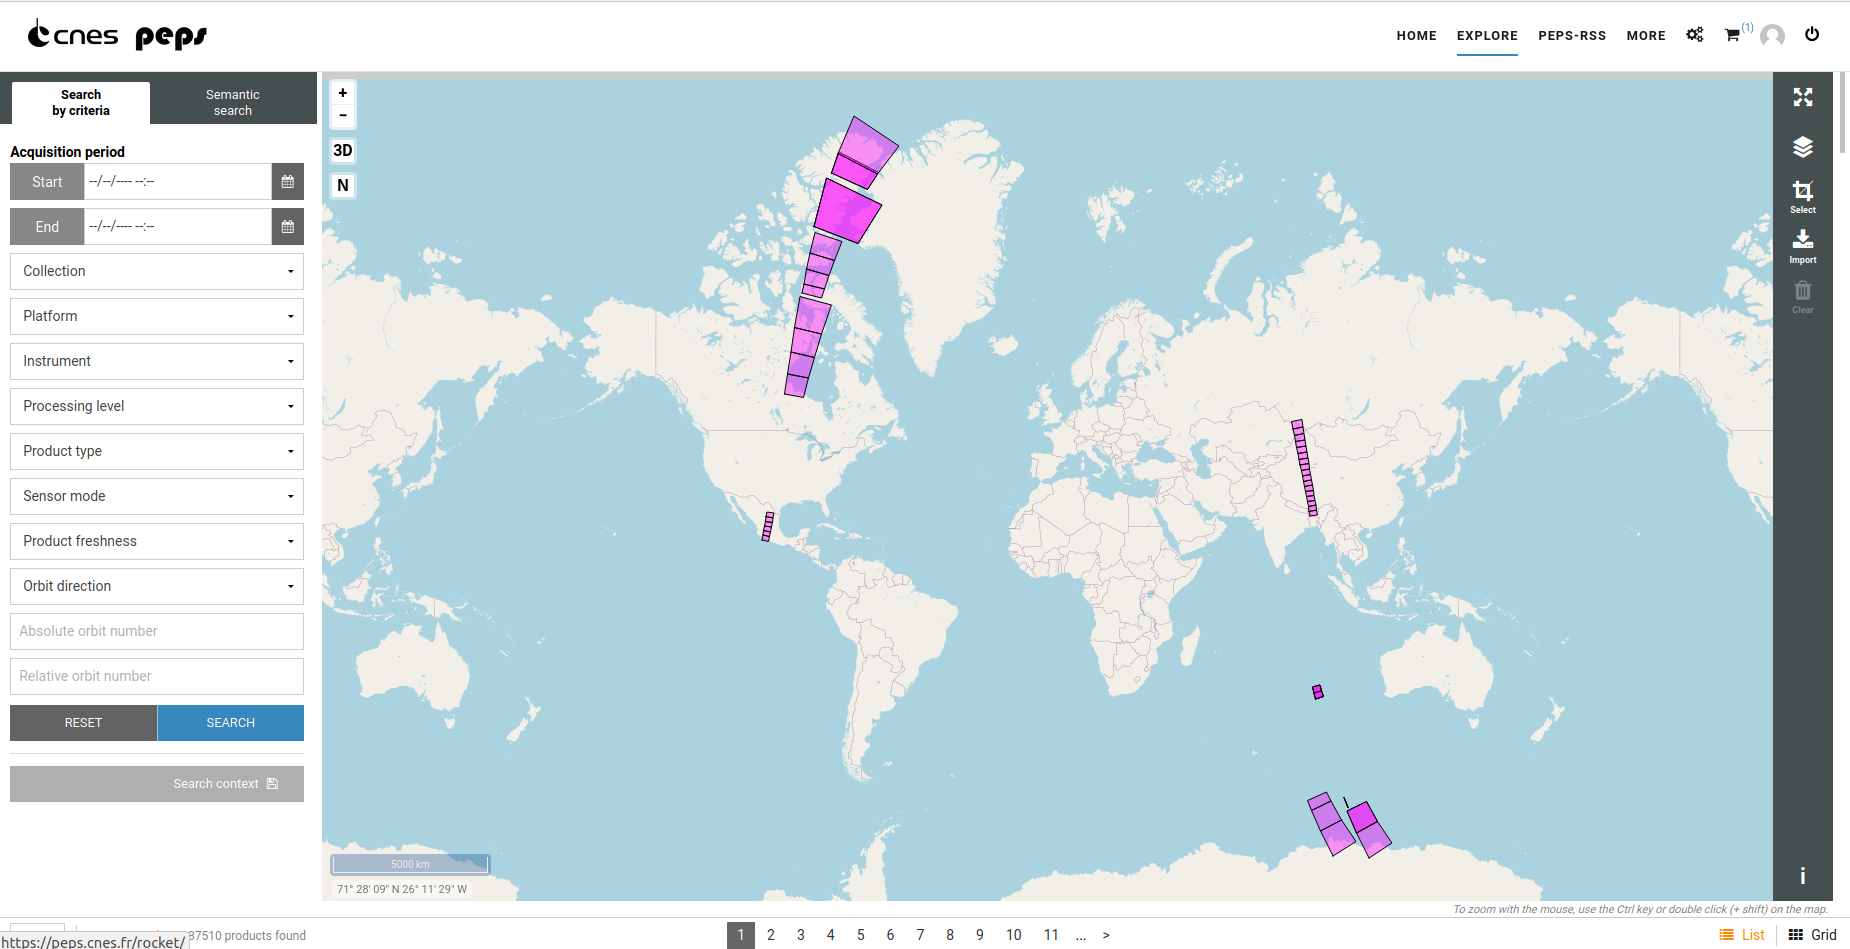 cnes peps
HOME EXPLORE PEPS-RSS MORE (1)
Search by criteria
Semantic search
Acquisition period
Start --/--/---- --:--
End --/--/---- --:--
Collection
Platform
Instrument
Processing level
Product type
Sensor mode
Product freshness
Orbit direction
Absolute orbit number
Relative orbit number
RESET SEARCH
Search context
+
−
3D
N
Select
Import
Clear
i
5000 km
71° 28' 09" N 26° 11' 29" W
To zoom with the mouse, use the Ctrl key or double click (+ shift) on the map.
87510 products found
https://peps.cnes.fr/rocket/
1 2 3 4 5 6 7 8 9 10 11 ... >
List Grid